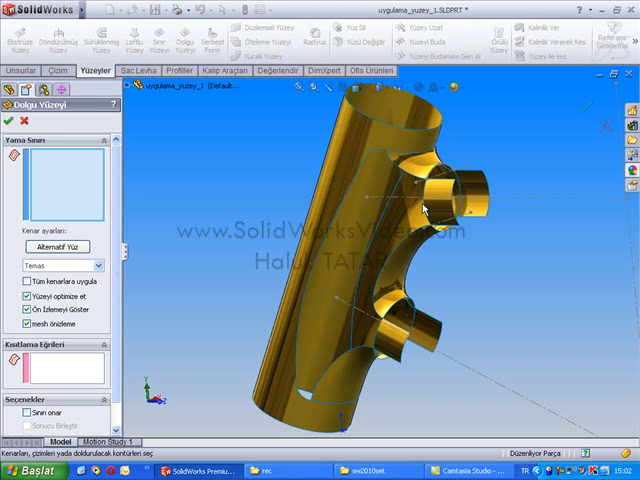 SolidWorks
uygulama_yuzey_1.SLDPRT *
Ekstrüze Yüzey
Döndürülmüş Yüzey
Süpürülmüş Yüzey
Loftlu Yüzey
Sınır Yüzey
Dolgu Yüzeyi
Serbest Form
Düzlemsel Yüzey
Öteleme Yüzeyi
Kurallı Yüzey
Radyus
Yüz Sil
Yüzü Değiştir
Yüzey Uzat
Yüzey Buda
Yüzey Budamayı Geri Al
Örülü Yüzey
Kalınlık Ver
Kalınlık Vererek Kes
Yüzey ile kes
Referans Geometrisi
Unsurlar
Çizim
Yüzeyler
Sac Levha
Profiller
Kalıp Araçları
Değerlendir
DimXpert
Ofis Ürünleri
uygulama_yuzey_1 (Default...
Dolgu Yüzeyi
?
Yama Sınırı
Kenar ayarları:
Alternatif Yüz
Temas
Tüm kenarlara uygula
Yüzeyi optimize et
Ön İzlemeyi Göster
mesh önizleme
Kısıtlama Eğrileri
Seçenekler
Sınırı onar
Sonucu Birleştir
www.SolidWorksVideo.com
Haluk TATAR
Y
X
Z
Model
Motion Study 1
Kenarları, çizimleri yada doldurulacak kontürleri seç
Düzenliyor Parça
Başlat
SolidWorks Premiu...
rec
sw2010set
Camtasia Studio - ...
TR
15:02